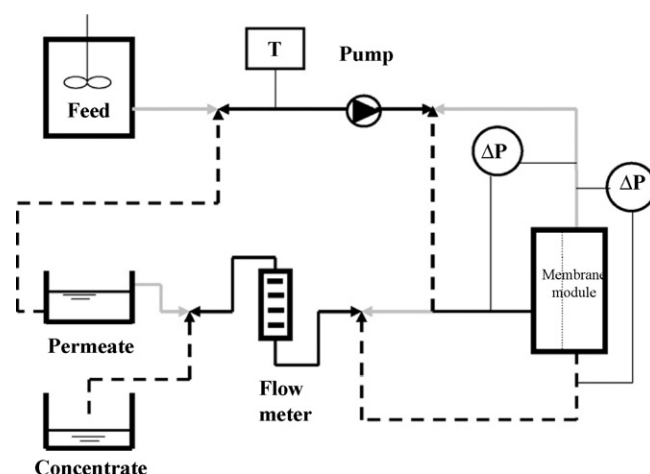 T
Pump
Feed
ΔP
ΔP
Membrane
module
Permeate
Flow
meter
Concentrate